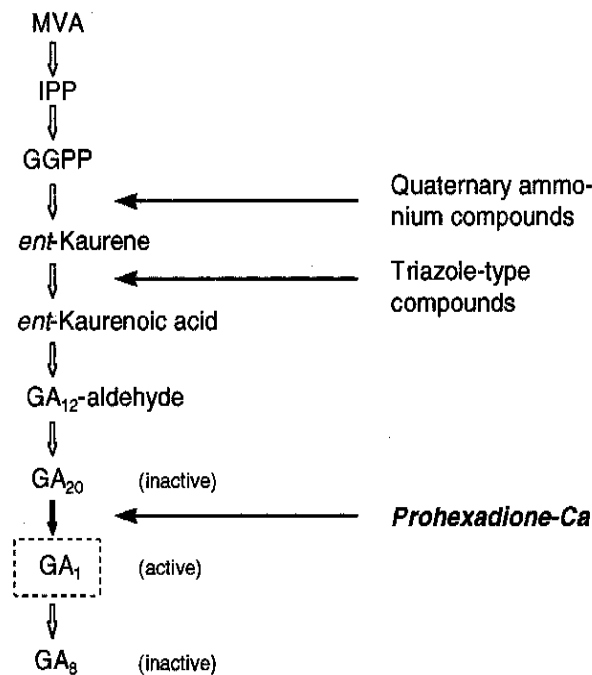 MVA
IPP
GGPP
Quaternary ammo-
nium compounds
ent-Kaurene
Triazole-type
compounds
ent-Kaurenoic acid
GA₁₂-aldehyde
GA₂₀ (inactive)
Prohexadione-Ca
GA₁ (active)
GA₈ (inactive)